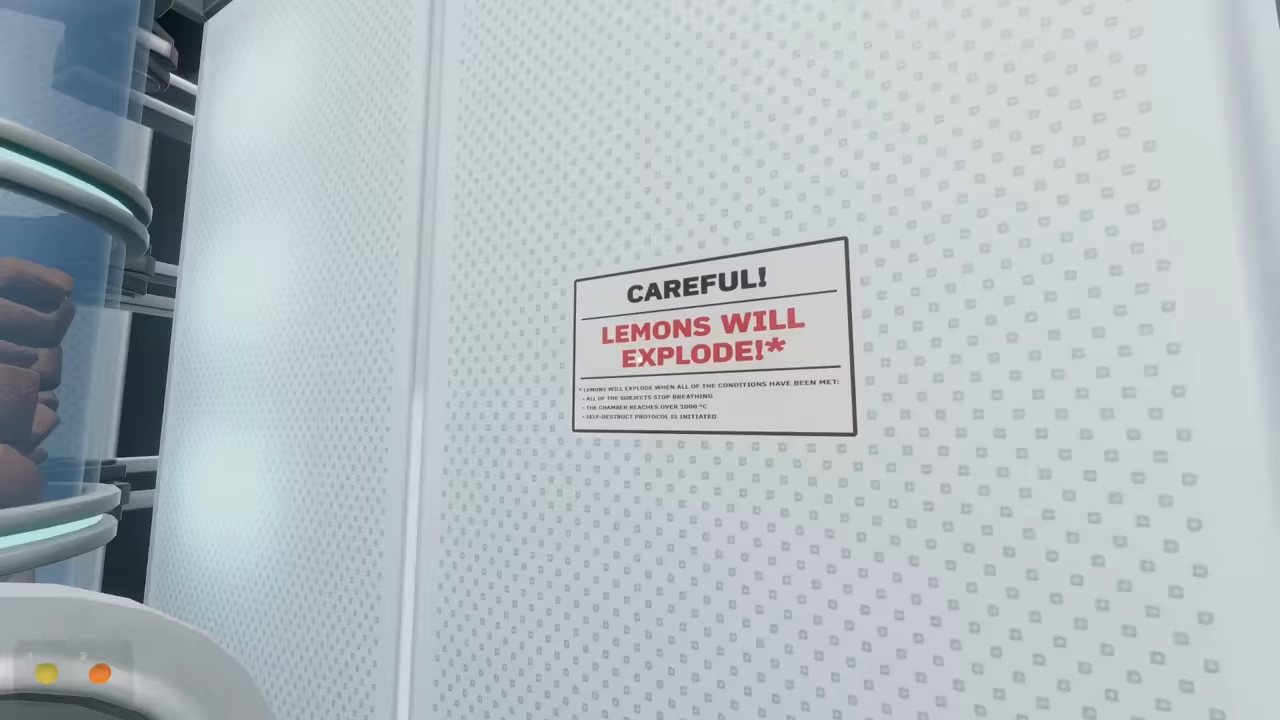 CAREFUL!
LEMONS WILL
EXPLODE!*
* LEMONS WILL EXPLODE WHEN ALL OF THE CONDITIONS HAVE BEEN MET:
• ALL OF THE SUBJECTS STOP BREATHING
• THE CHAMBER REACHES OVER 1000 °C
• SELF-DESTRUCT PROTOCOL IS INITIATED